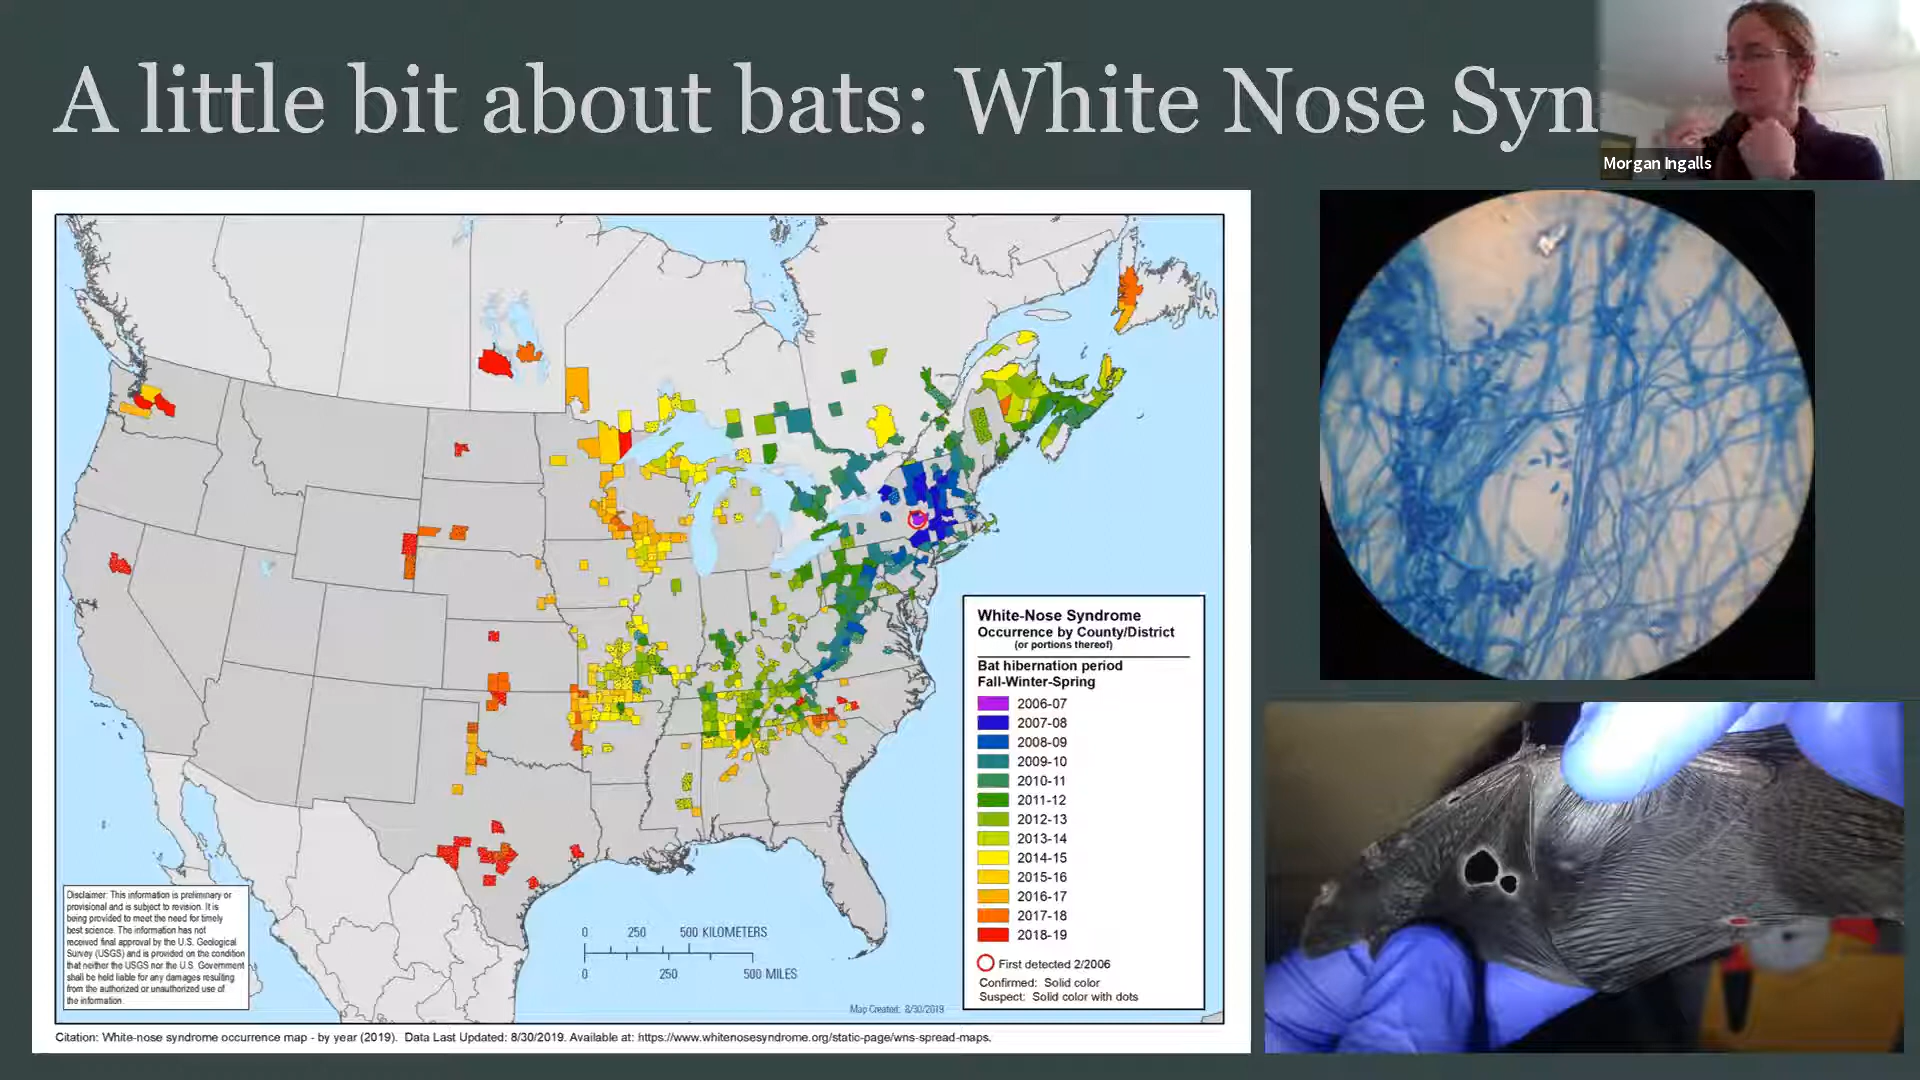 A little bit about bats: White Nose Syn
Morgan Ingalls
White-Nose Syndrome
Occurrence by County/District
(or portions thereof)
Bat hibernation period
Fall-Winter-Spring
2006-07
2007-08
2008-09
2009-10
2010-11
2011-12
2012-13
2013-14
2014-15
2015-16
2016-17
2017-18
2018-19
First detected 2/2006
Confirmed: Solid color
Suspect: Solid color with dots
Disclaimer: This information is preliminary or
provisional and is subject to revision. It is
being provided to meet the need for timely
best science. The information has not
received final approval by the U.S. Geological
Survey (USGS) and is provided on the condition
that neither the USGS nor the U.S. Government
shall be held liable for any damages resulting
from the authorized or unauthorized use of
the information.
0 250 500 KILOMETERS
0 250 500 MILES
Map Created: 8/30/2019
Citation: White-nose syndrome occurrence map - by year (2019). Data Last Updated: 8/30/2019. Available at: https://www.whitenosesyndrome.org/static-page/wns-spread-maps.